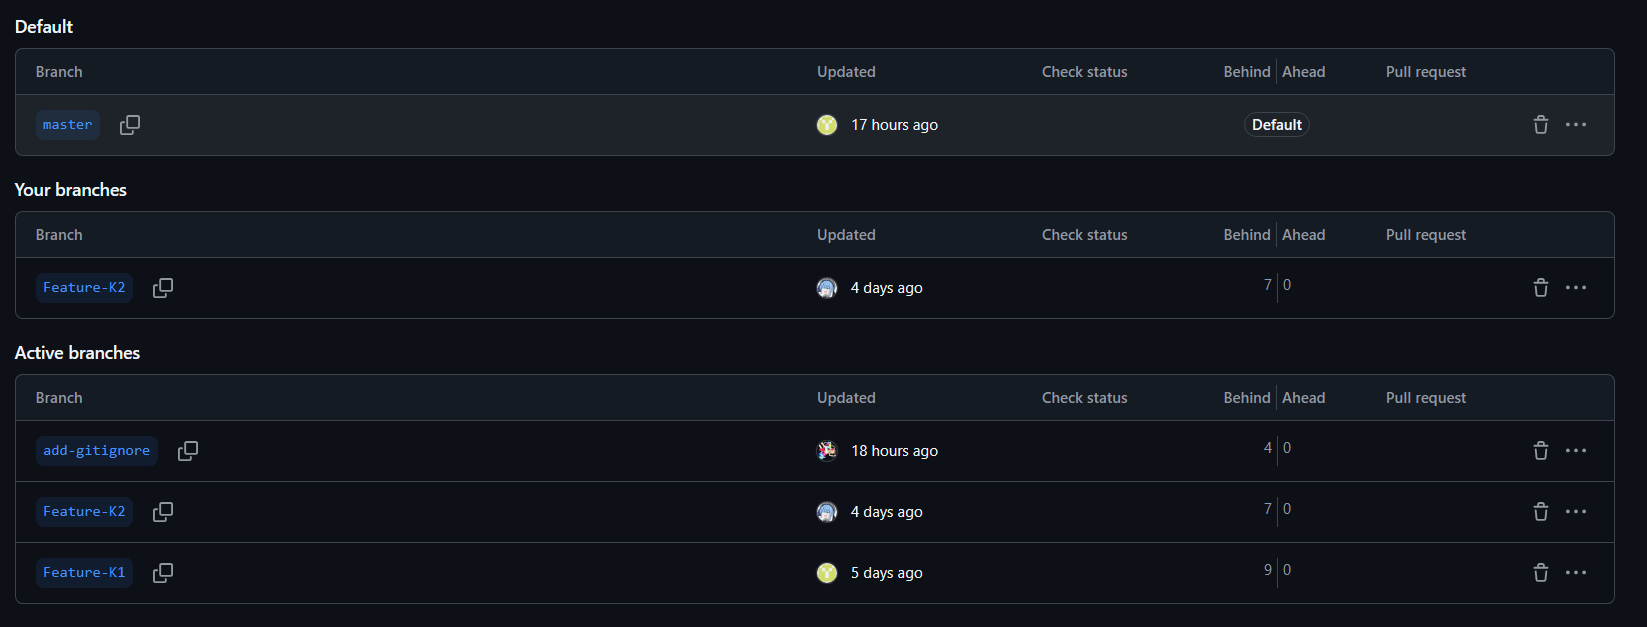 Default
Branch Updated Check status Behind Ahead Pull request
master 17 hours ago Default
Your branches
Branch Updated Check status Behind Ahead Pull request
Feature-K2 4 days ago 7 0
Active branches
Branch Updated Check status Behind Ahead Pull request
add-gitignore 18 hours ago 4 0
Feature-K2 4 days ago 7 0
Feature-K1 5 days ago 9 0